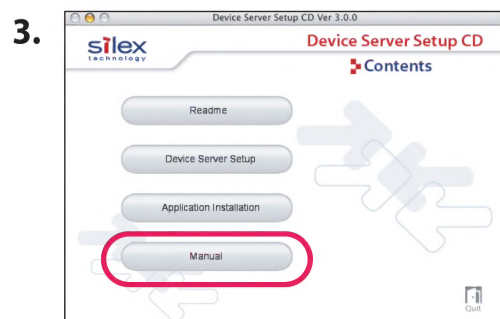 3.
Device Server Setup CD Ver 3.0.0
silex
technology
Device Server Setup CD
Contents
Readme
Device Server Setup
Application Installation
Manual
Quit